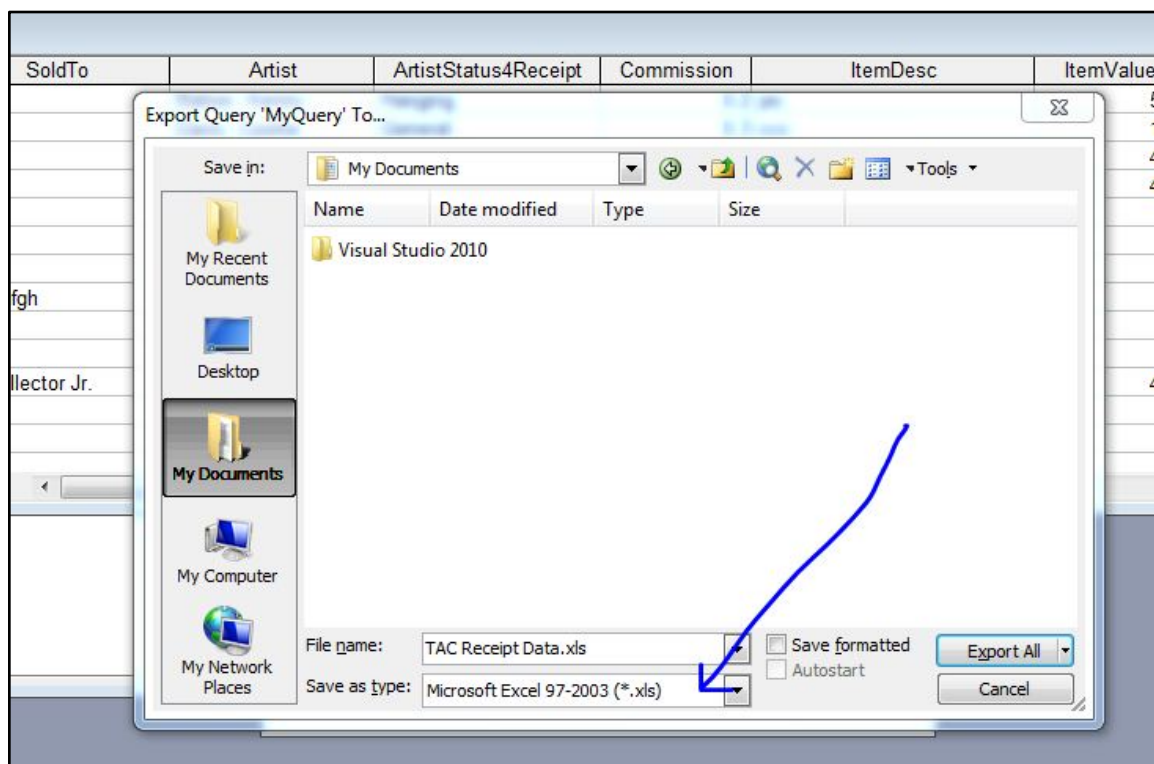 SoldTo Artist ArtistStatus4Receipt Commission ItemDesc ItemValue
Export Query 'MyQuery' To...
Save in: My Documents Tools
Name Date modified Type Size
Visual Studio 2010
My Recent
Documents
fgh
Desktop
llector Jr.
My Documents
My Computer
My Network
Places
File name: TAC Receipt Data.xls Save formatted Export All
Autostart
Save as type: Microsoft Excel 97-2003 (*.xls) Cancel